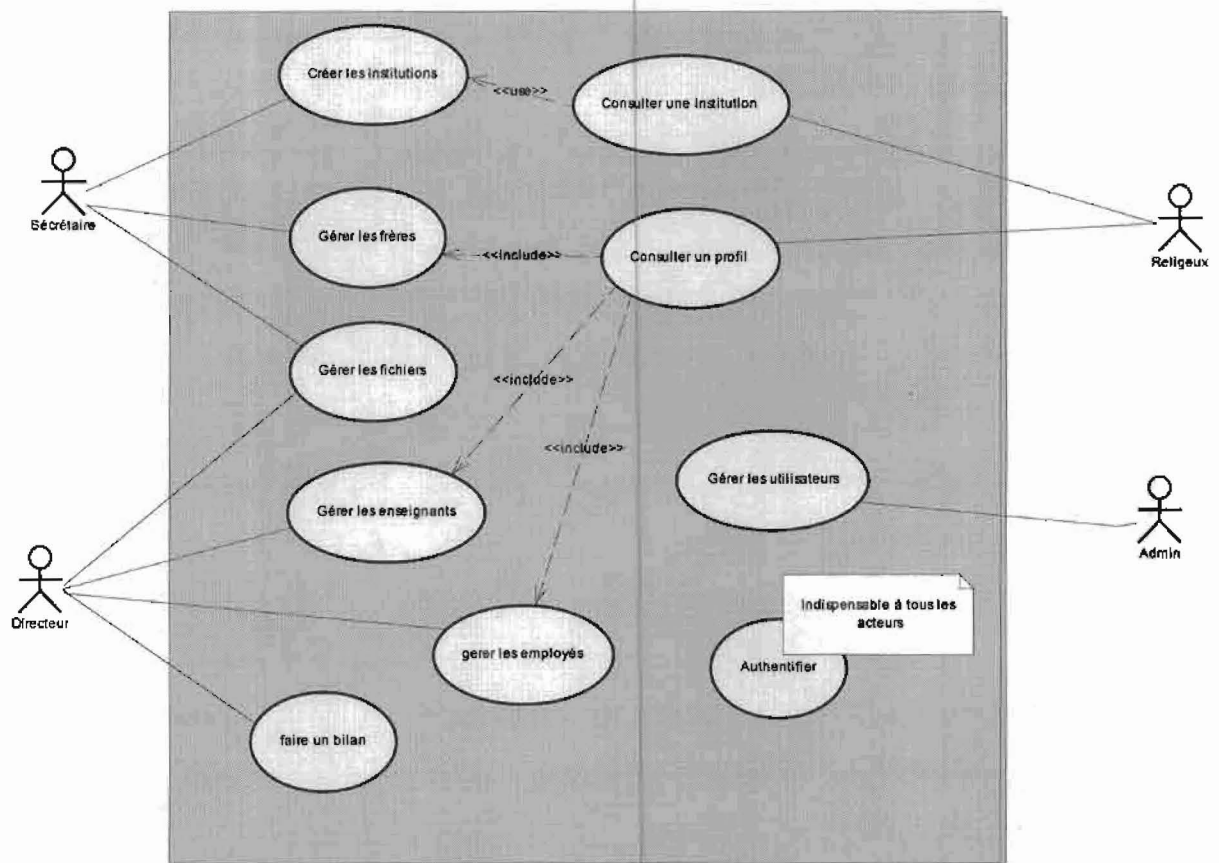 Créer les institutions
<<use>>
Consulter une Institution
Sécrétaire
Gérer les frères
<<include>>
Consulter un profil
Religeux
Gérer les fichiers
<<include>>
<<include>>
Gérer les utilisateurs
Gérer les enseignants
Admin
Directeur
Indispensable à tous les
acteurs
gerer les employés
Authentifier
faire un bilan